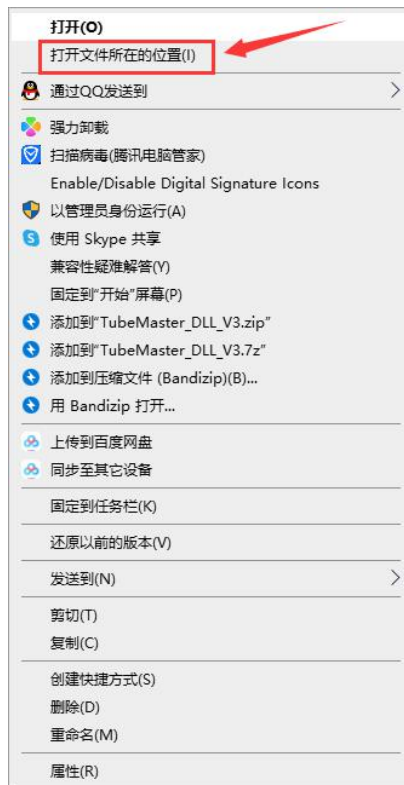 打开(O)
打开文件所在的位置(I)
通过QQ发送到
强力卸载
扫描病毒(腾讯电脑管家)
Enable/Disable Digital Signature Icons
以管理员身份运行(A)
使用 Skype 共享
兼容性疑难解答(Y)
固定到"开始"屏幕(P)
添加到"TubeMaster_DLL_V3.zip"
添加到"TubeMaster_DLL_V3.7z"
添加到压缩文件 (Bandizip)(B)...
用 Bandizip 打开...
上传到百度网盘
同步至其它设备
固定到任务栏(K)
还原以前的版本(V)
发送到(N)
剪切(T)
复制(C)
创建快捷方式(S)
删除(D)
重命名(M)
属性(R)